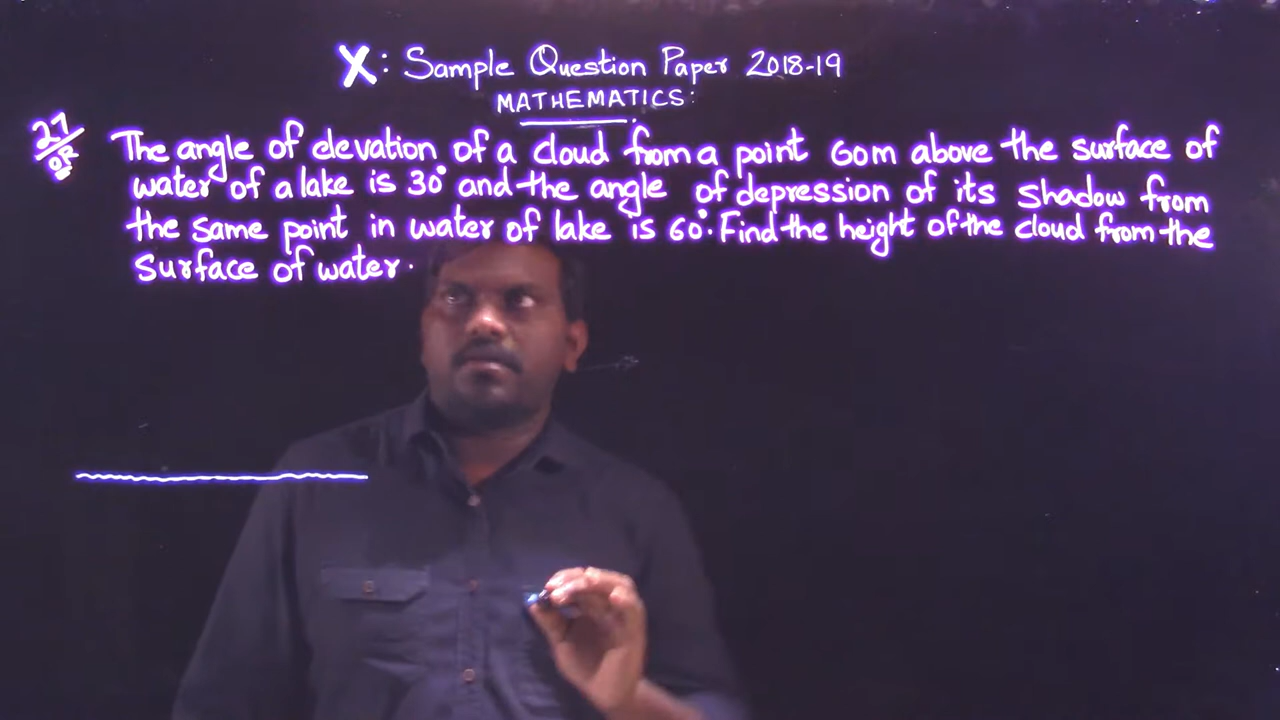 X: Sample Question Paper 2018-19
MATHEMATICS:
27/OR The angle of elevation of a cloud from a point 60m above the surface of
water of a lake is 30° and the angle of depression of its shadow from
the same point in water of lake is 60°. Find the height of the cloud from the
surface of water.